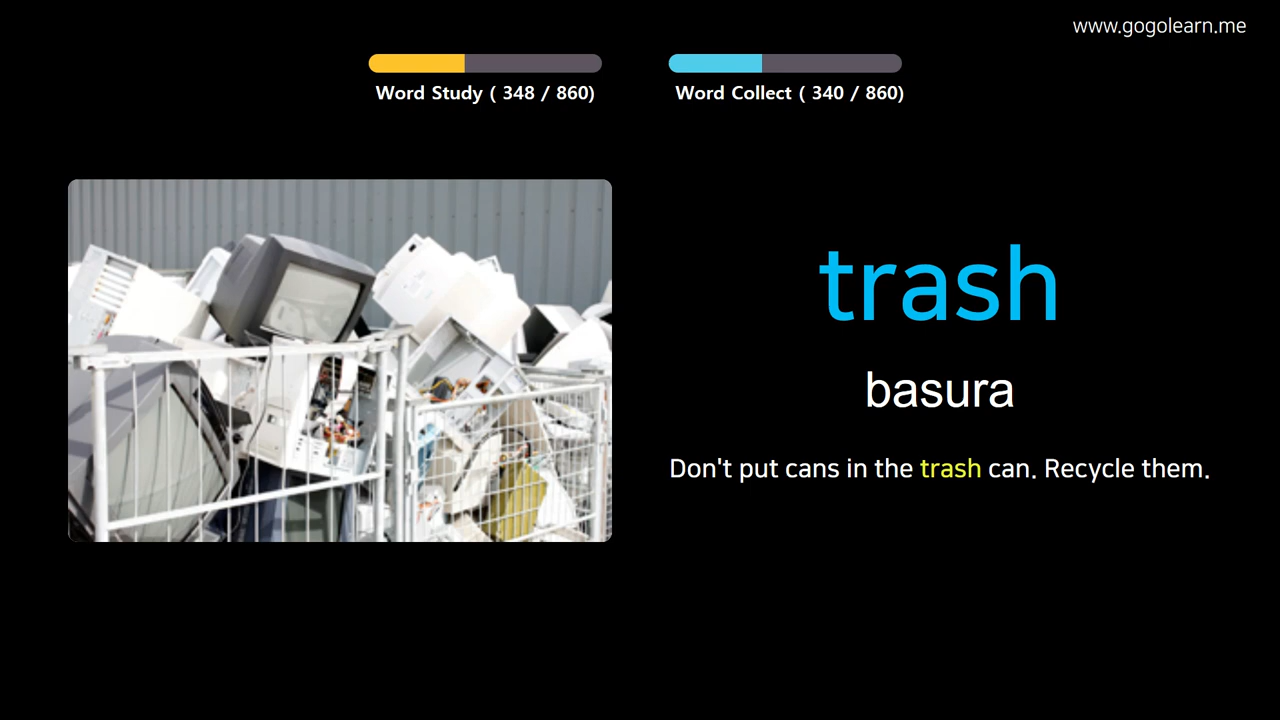 www.gogolearn.me
Word Study ( 348 / 860)
Word Collect ( 340 / 860)
trash
basura
Don't put cans in the trash can. Recycle them.